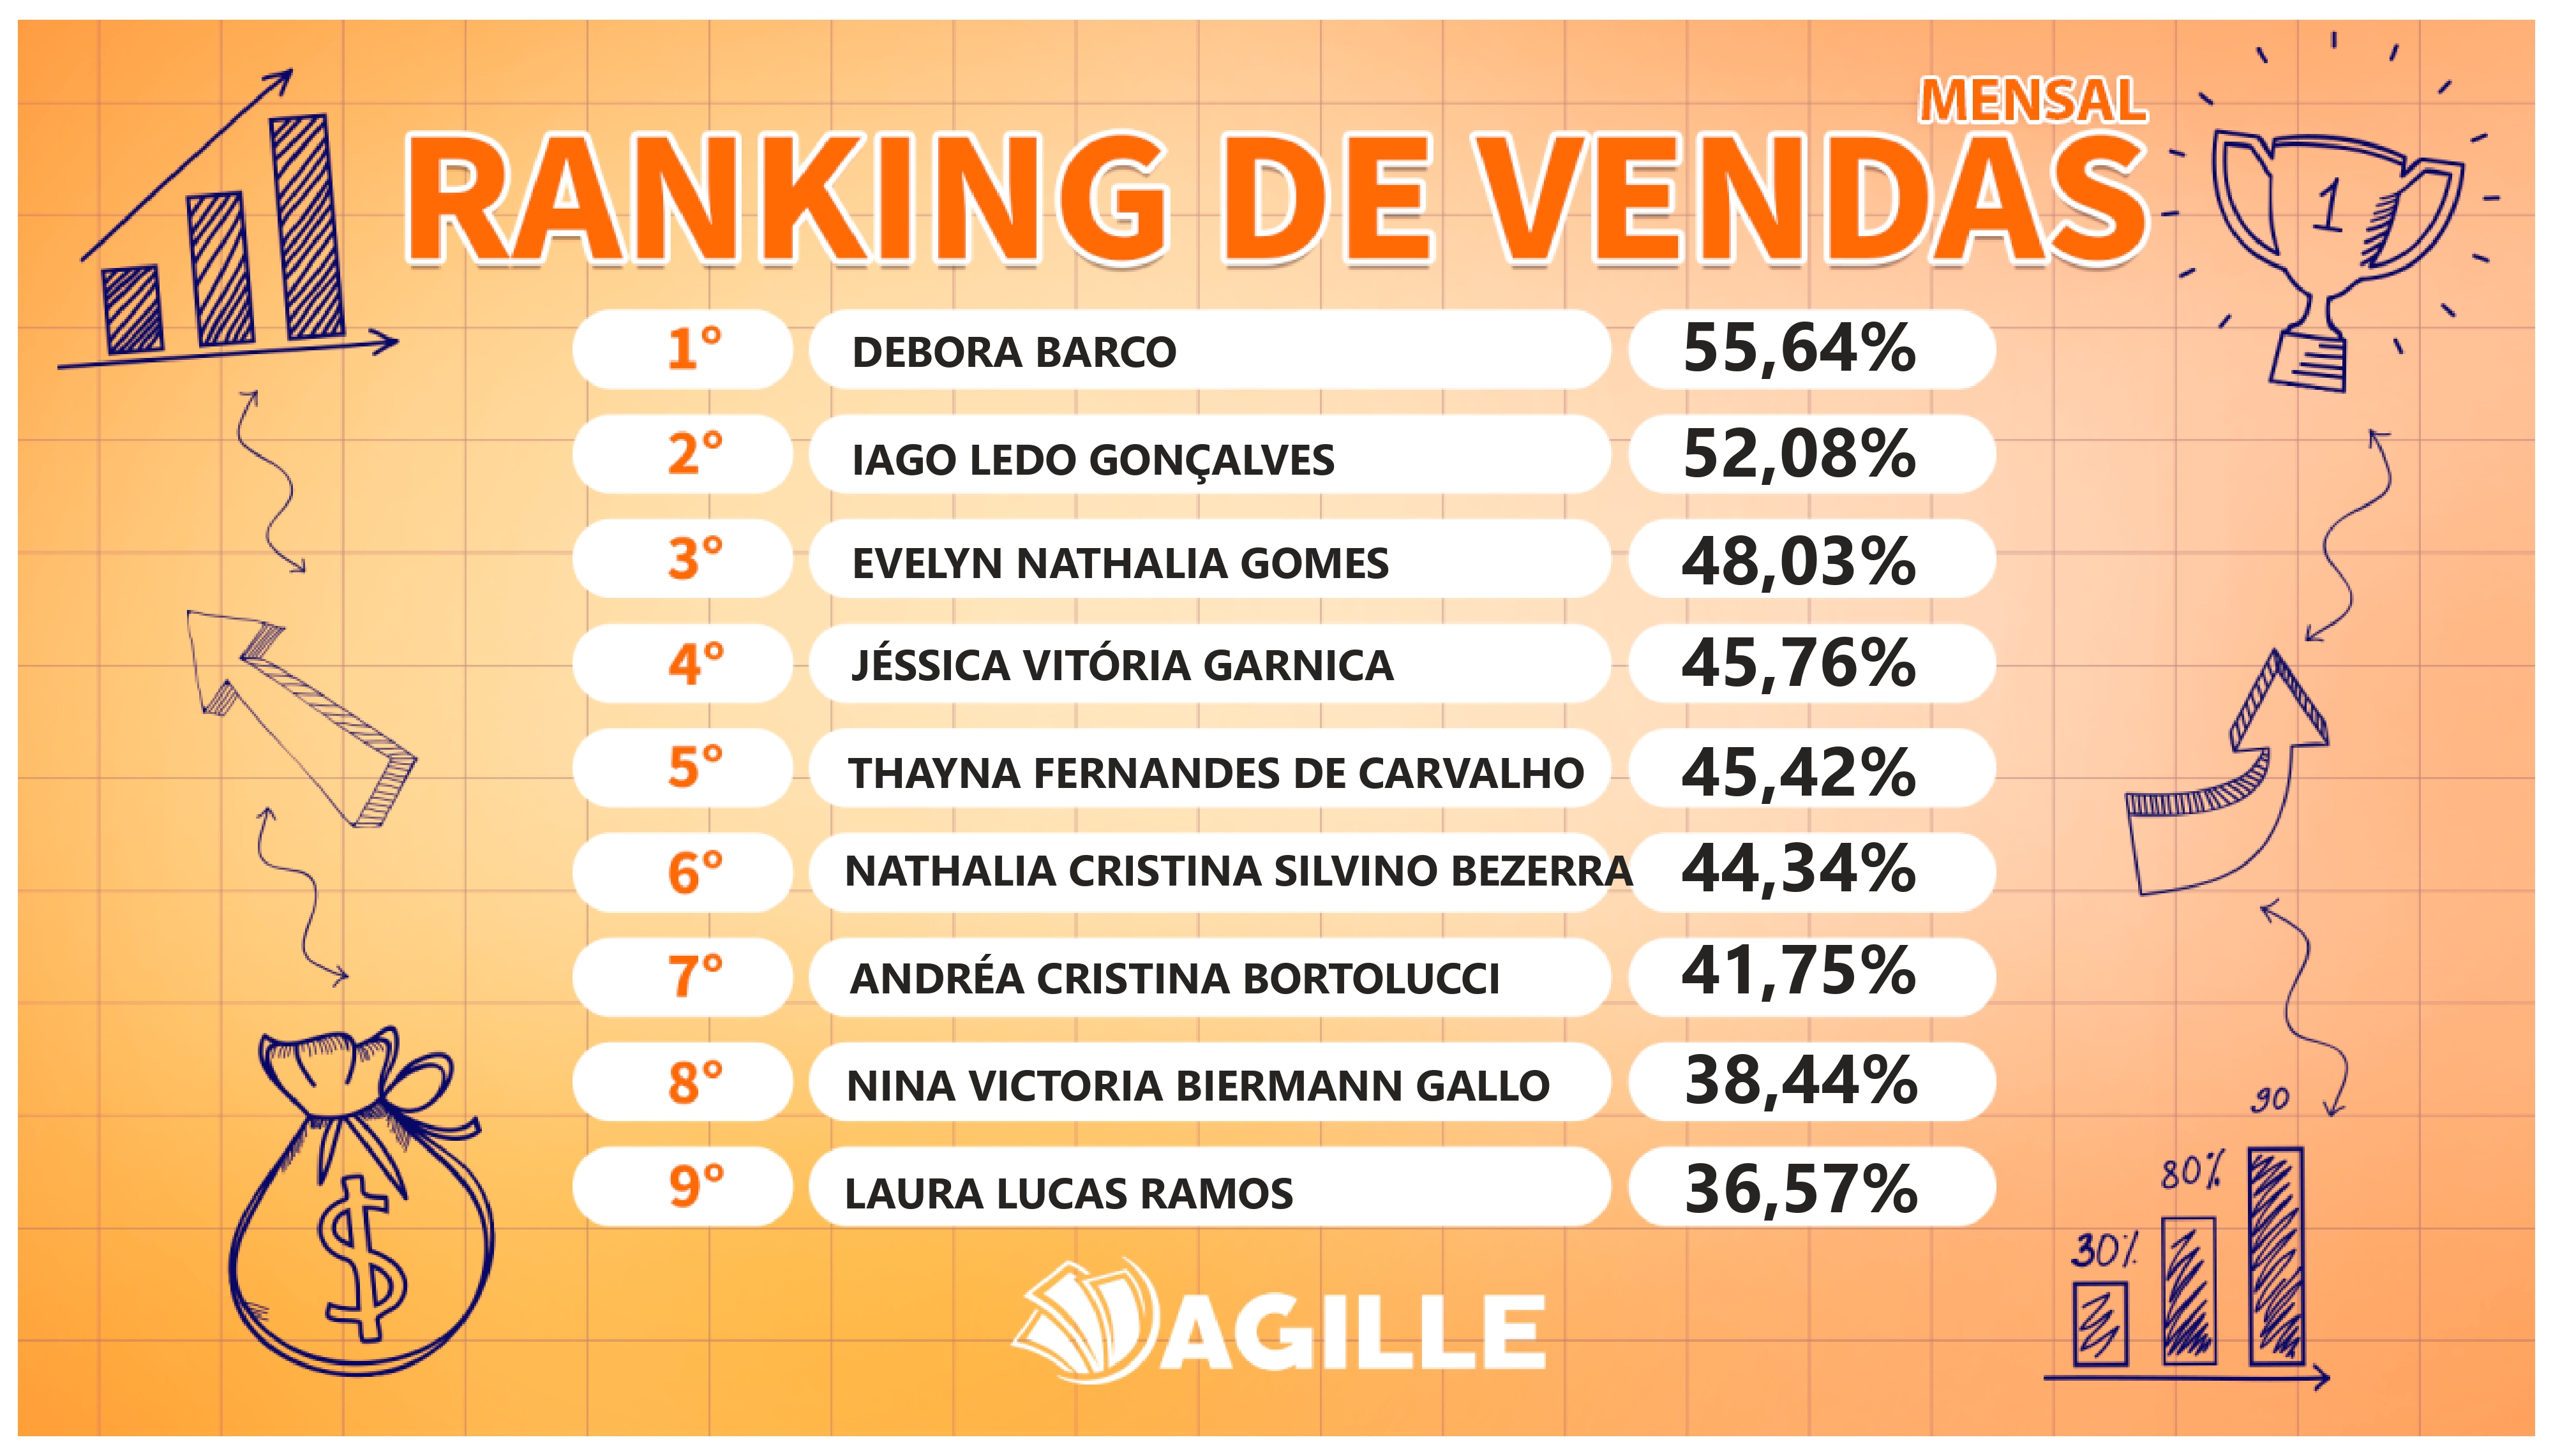 MENSAL
RANKING DE VENDAS
1
1° DEBORA BARCO 55,64%
2° IAGO LEDO GONÇALVES 52,08%
3° EVELYN NATHALIA GOMES 48,03%
4° JÉSSICA VITÓRIA GARNICA 45,76%
5° THAYNA FERNANDES DE CARVALHO 45,42%
6° NATHALIA CRISTINA SILVINO BEZERRA 44,34%
7° ANDRÉA CRISTINA BORTOLUCCI 41,75%
8° NINA VICTORIA BIERMANN GALLO 38,44%
9° LAURA LUCAS RAMOS 36,57%
$
90
80%
30%
AGILLE